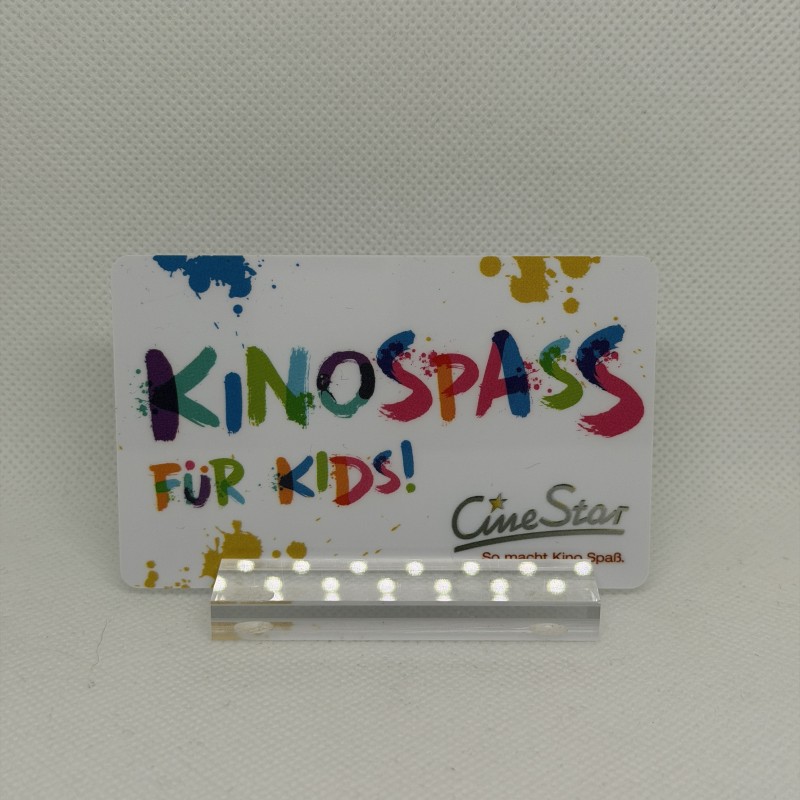 KINOSPASS
FÜR KIDS!
CineStar
So macht Kino Spaß.